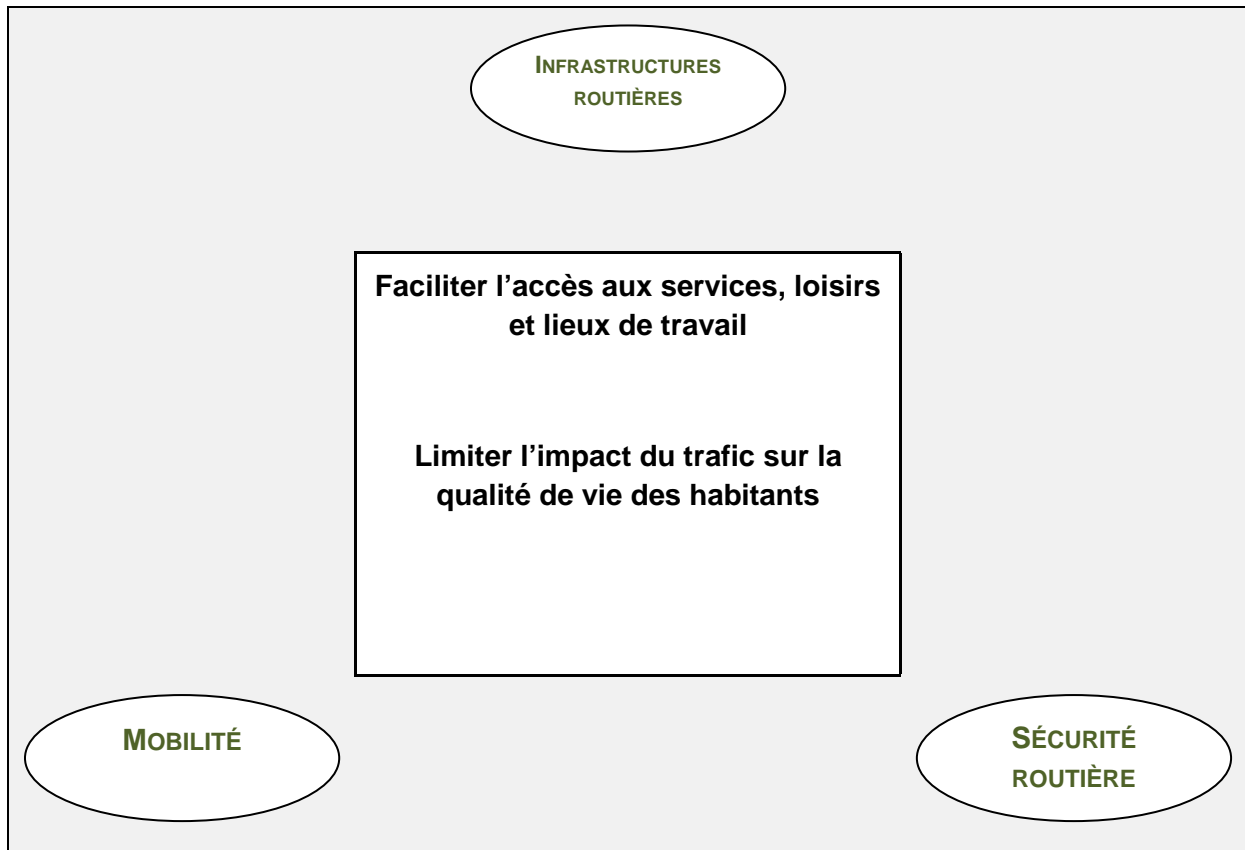 INFRASTRUCTURES
ROUTIÈRES
Faciliter l’accès aux services, loisirs
et lieux de travail
Limiter l’impact du trafic sur la
qualité de vie des habitants
MOBILITÉ
SÉCURITÉ
ROUTIÈRE